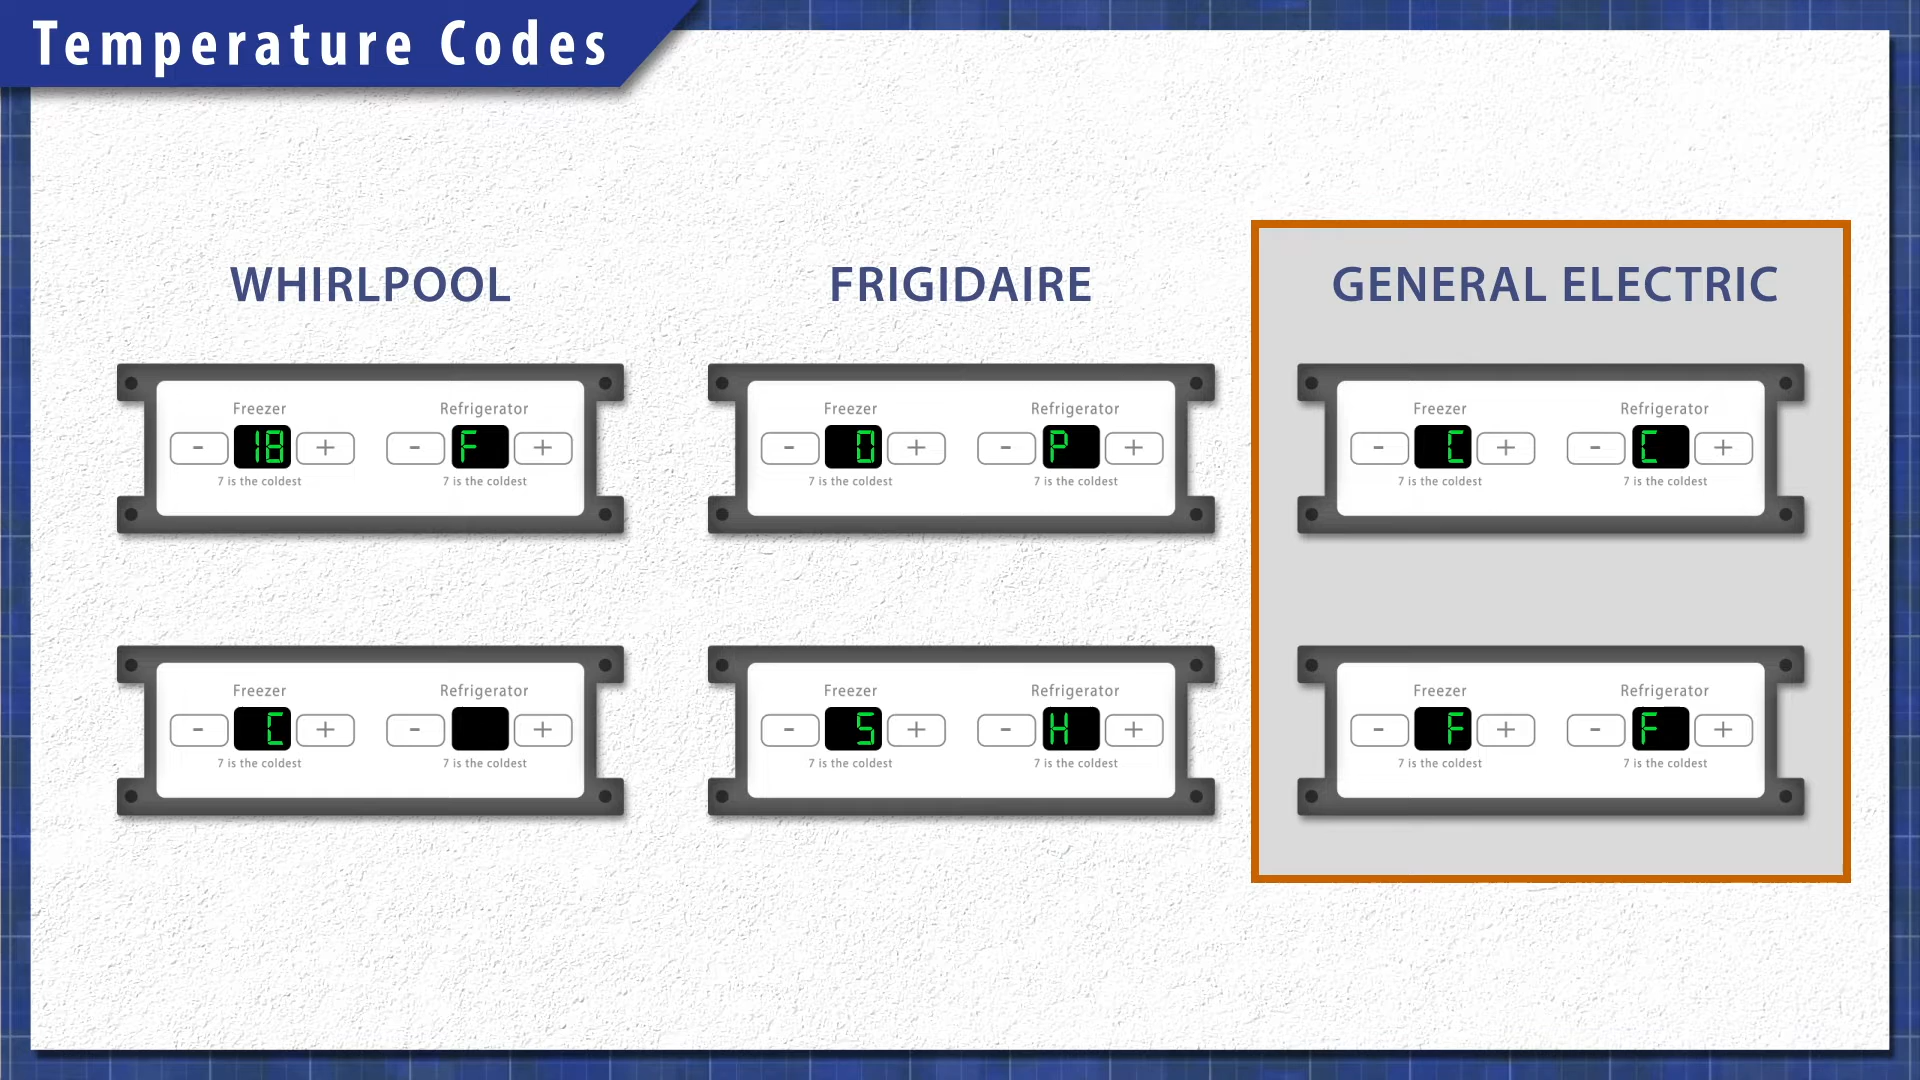 Temperature Codes
WHIRLPOOL
Freezer Refrigerator
- 18 + - F +
7 is the coldest 7 is the coldest
Freezer Refrigerator
- C + - +
7 is the coldest 7 is the coldest
FRIGIDAIRE
Freezer Refrigerator
- 0 + - P +
7 is the coldest 7 is the coldest
Freezer Refrigerator
- 5 + - H +
7 is the coldest 7 is the coldest
GENERAL ELECTRIC
Freezer Refrigerator
- C + - C +
7 is the coldest 7 is the coldest
Freezer Refrigerator
- F + - F +
7 is the coldest 7 is the coldest